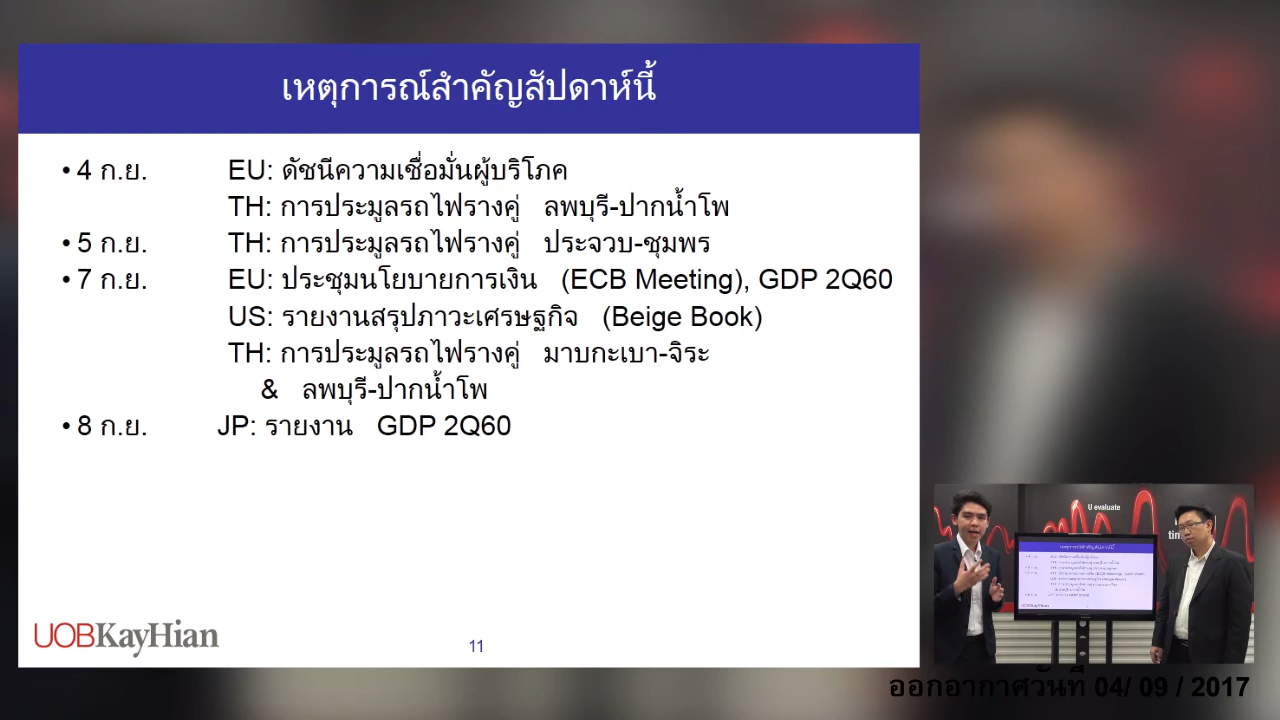 เหตุการณ์สำคัญสัปดาห์นี้
• 4 ก.ย. EU: ดัชนีความเชื่อมั่นผู้บริโภค
TH: การประมูลรถไฟรางคู่ ลพบุรี-ปากน้ำโพ
• 5 ก.ย. TH: การประมูลรถไฟรางคู่ ประจวบ-ชุมพร
• 7 ก.ย. EU: ประชุมนโยบายการเงิน (ECB Meeting), GDP 2Q60
US: รายงานสรุปภาวะเศรษฐกิจ (Beige Book)
TH: การประมูลรถไฟรางคู่ มาบกะเบา-จิระ
& ลพบุรี-ปากน้ำโพ
• 8 ก.ย. JP: รายงาน GDP 2Q60
U evaluate
UOBKayHian
11
ออกอากาศวันที่ 04/ 09 / 2017